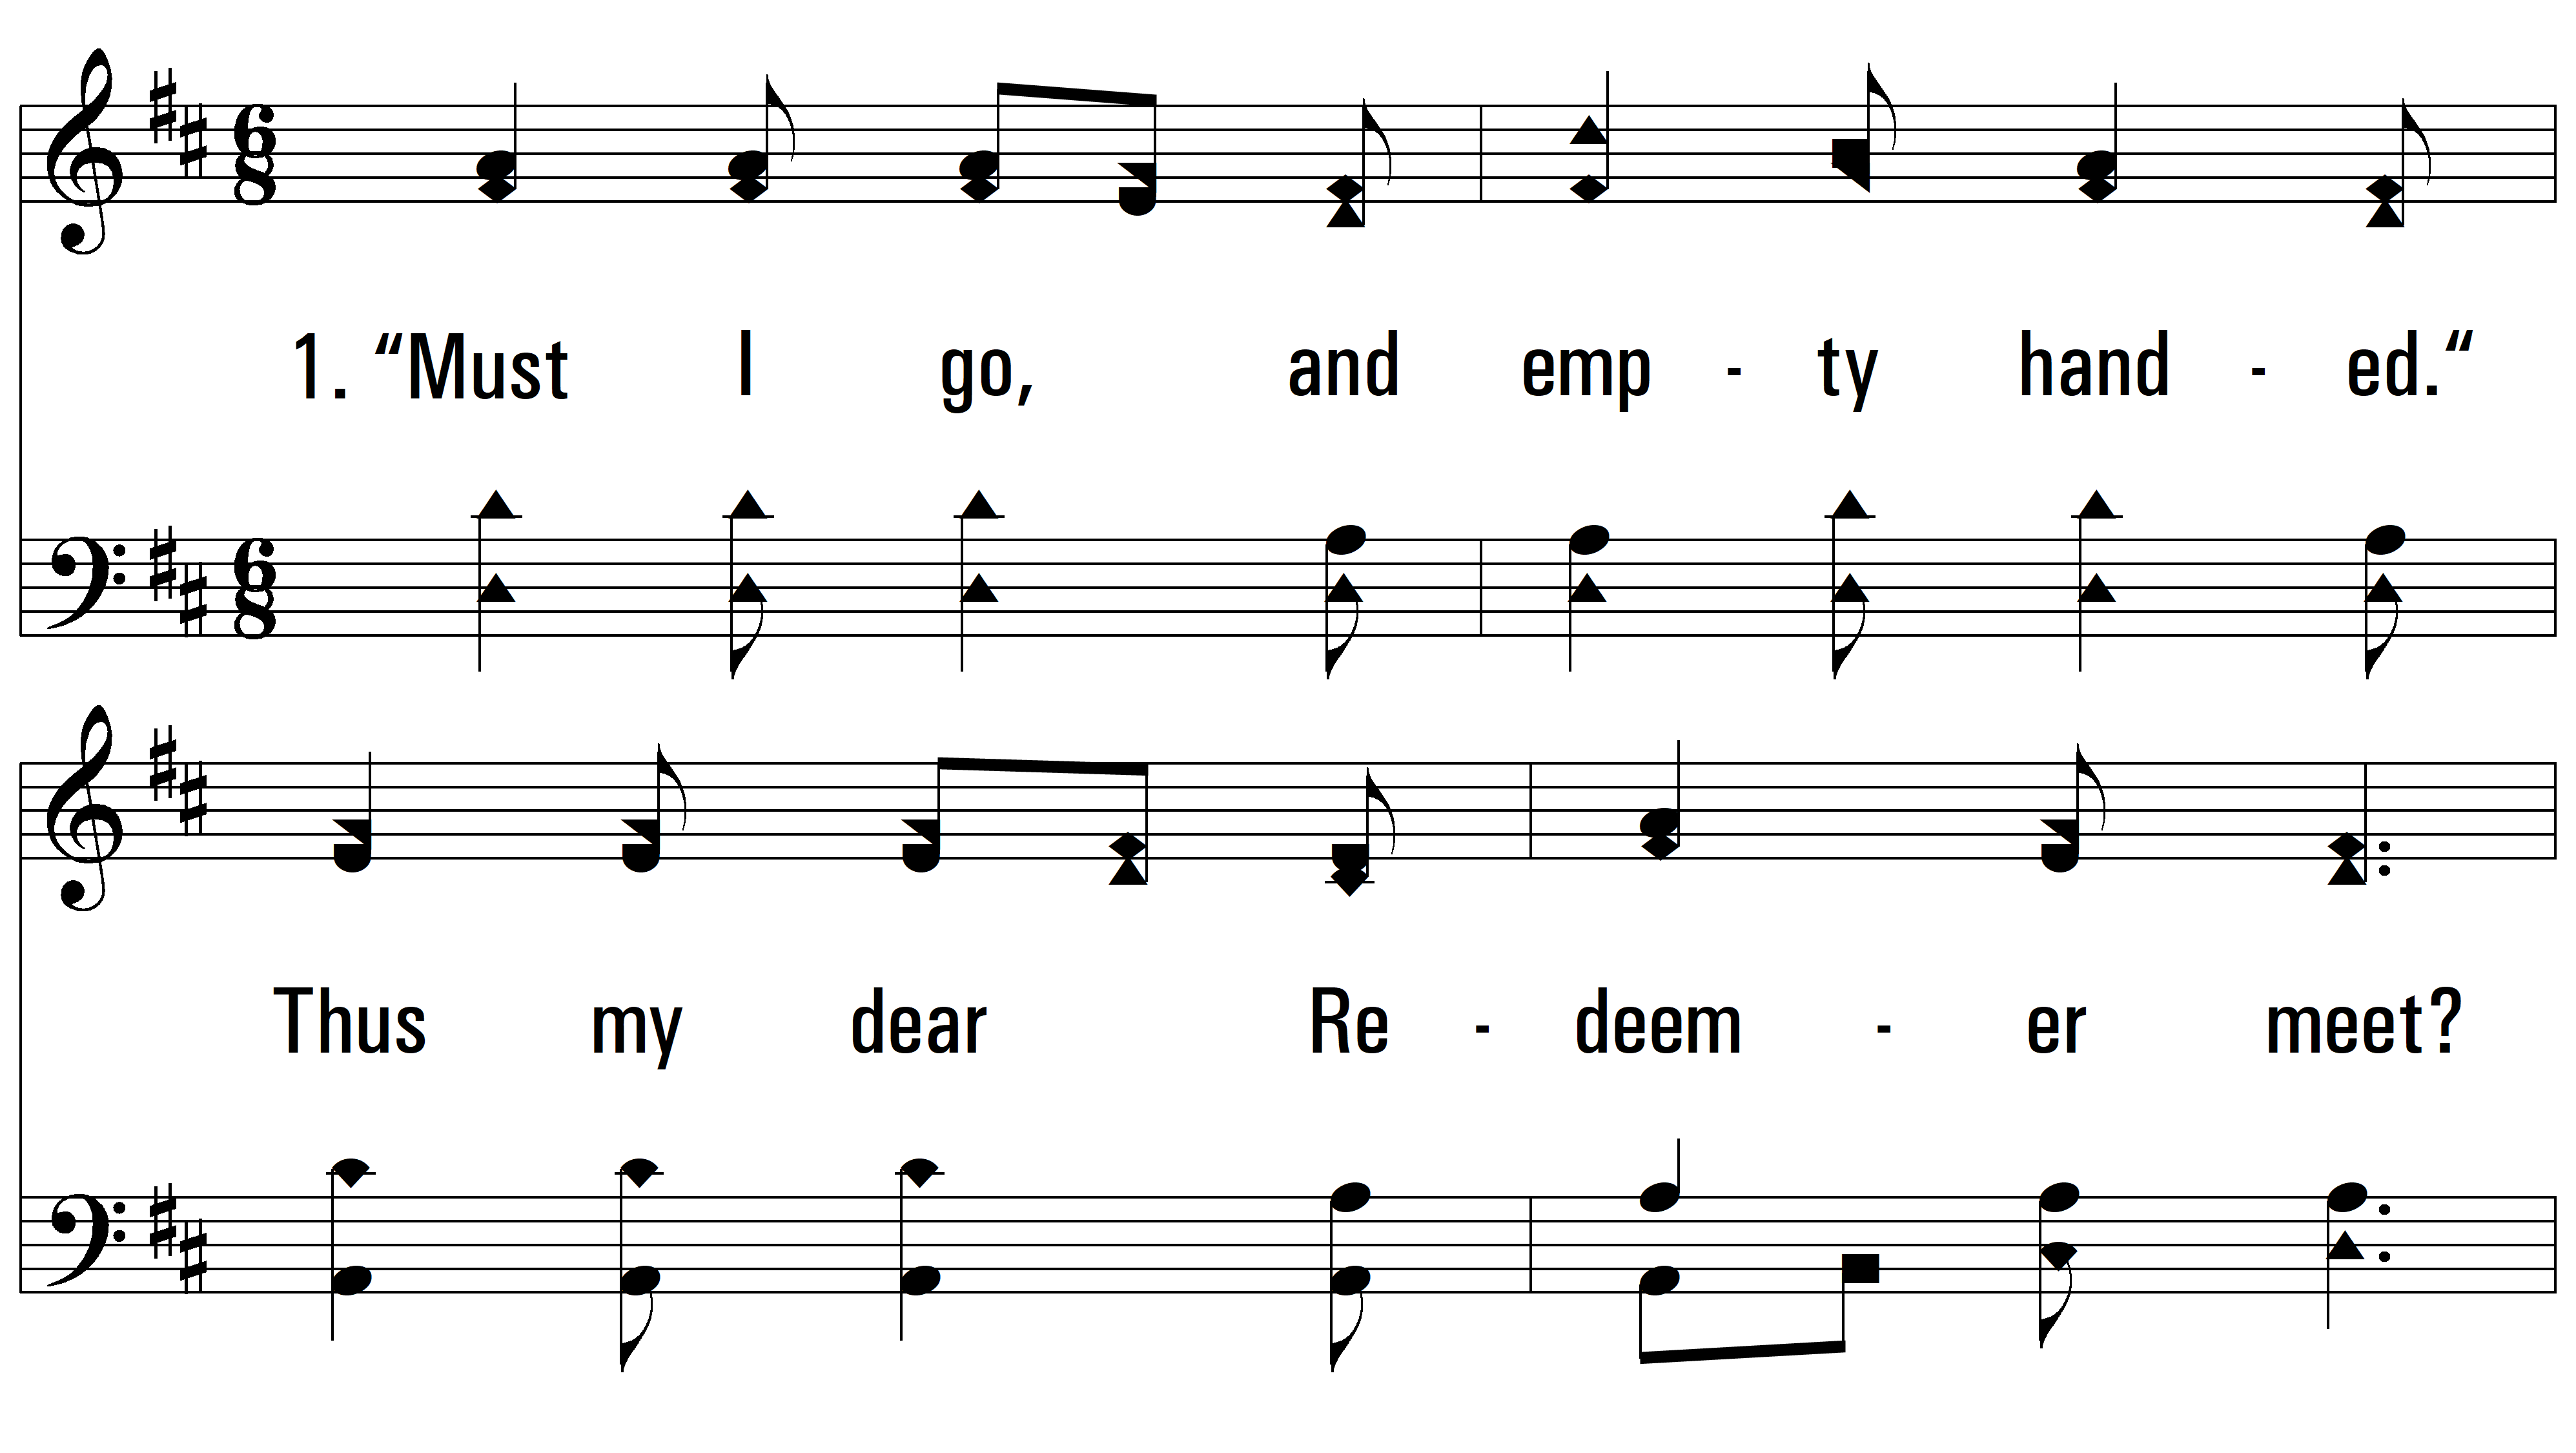 1. “Must I go, and emp - ty hand - ed.“
Thus my dear Re - deem - er meet?